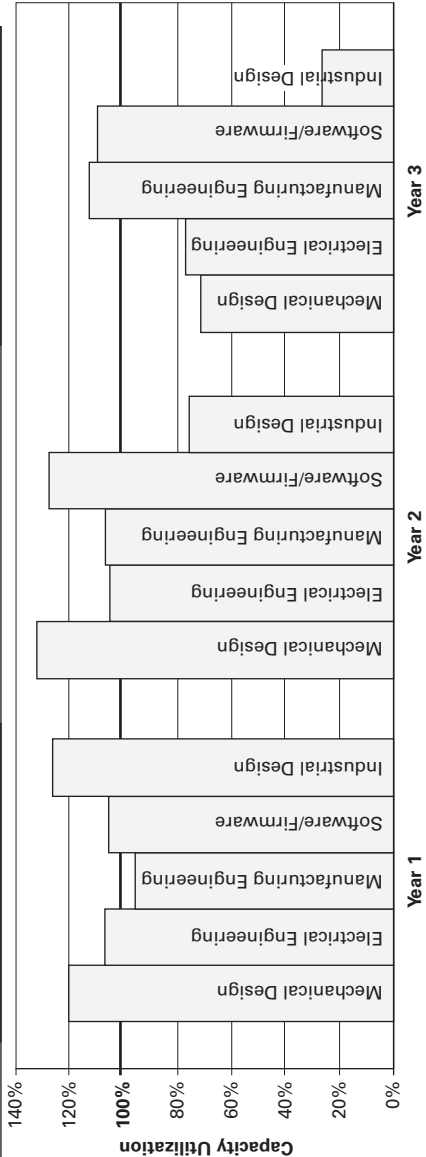 Capacity Utilization
140%
120%
100%
80%
60%
40%
20%
0%
Mechanical Design
Electrical Engineering
Manufacturing Engineering
Software/Firmware
Industrial Design
Year 1
Mechanical Design
Electrical Engineering
Manufacturing Engineering
Software/Firmware
Industrial Design
Year 2
Mechanical Design
Electrical Engineering
Manufacturing Engineering
Software/Firmware
Industrial Design
Year 3